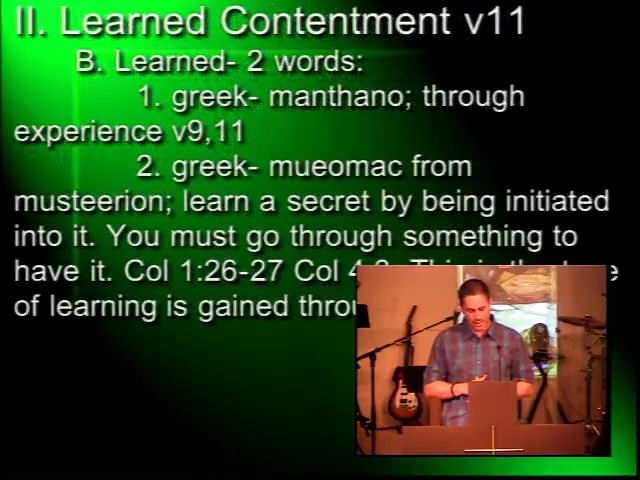 II. Learned Contentment v11
B. Learned- 2 words:
1. greek- manthano; through
experience v9,11
2. greek- mueomac from
musteerion; learn a secret by being initiated
into it. You must go through something to
have it. Col 1:26-27 Col
of learning is gained